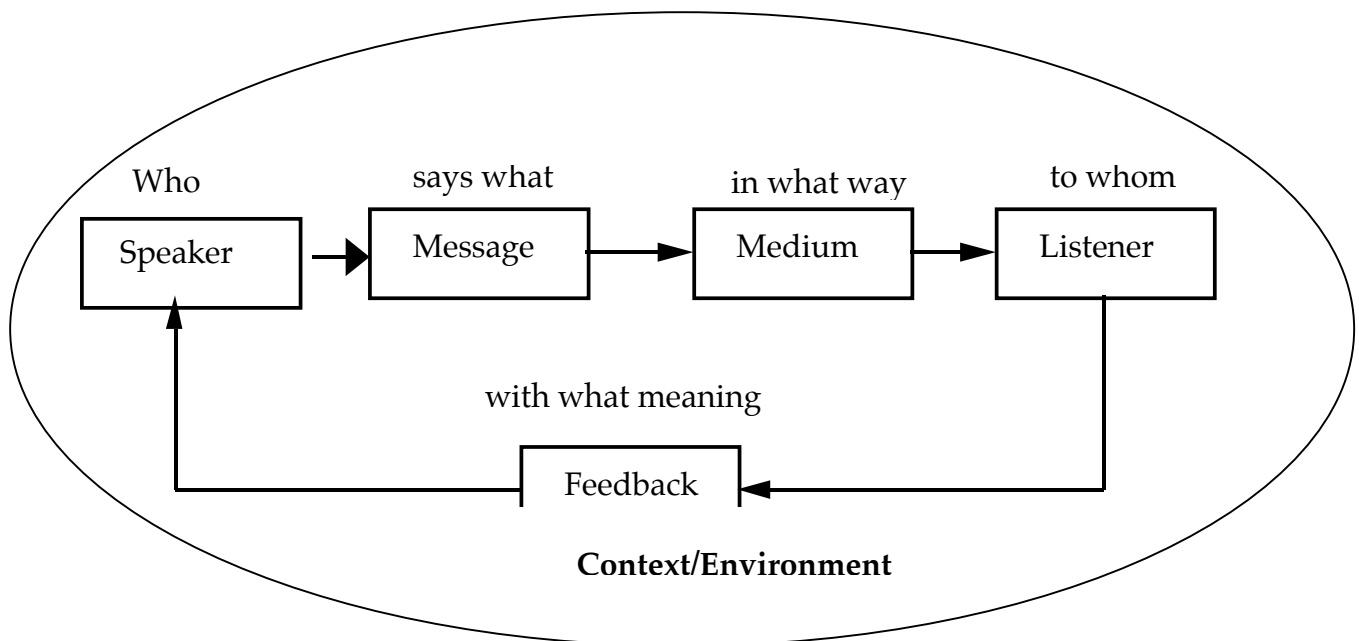 Who
says what
in what way
to whom
Speaker
Message
Medium
Listener
with what meaning
Feedback
Context/Environment